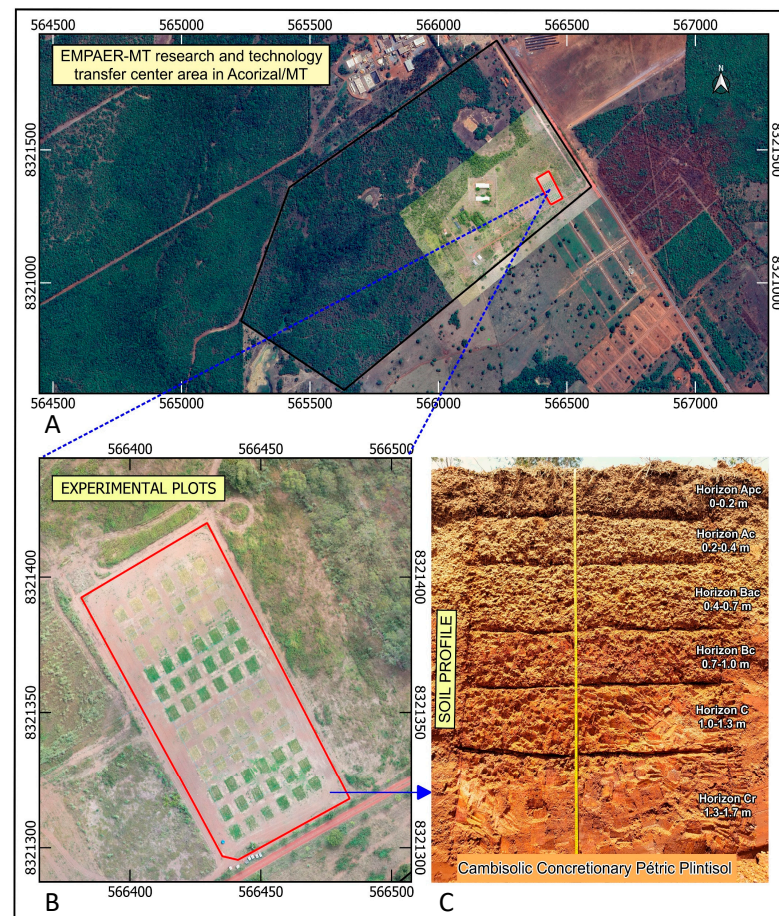 564500 565000 565500 566000 566500 567000
EMPAER-MT research and technology
transfer center area in Acorizal/MT
8321500
8321500
8321000
8321000
564500 565000 565500 566000 566500 567000
A
566400 566450 566500
EXPERIMENTAL PLOTS
8321400
8321400
8321350
8321350
8321300
8321300
566400 566450 566500
B
SOIL PROFILE
Horizon Apc
0-0.2 m
Horizon Ac
0.2-0.4 m
Horizon Bac
0.4-0.7 m
Horizon Bc
0.7-1.0 m
Horizon C
1.0-1.3 m
Horizon Cr
1.3-1.7 m
Cambisolic Concretionary Pétric Plintisol
C